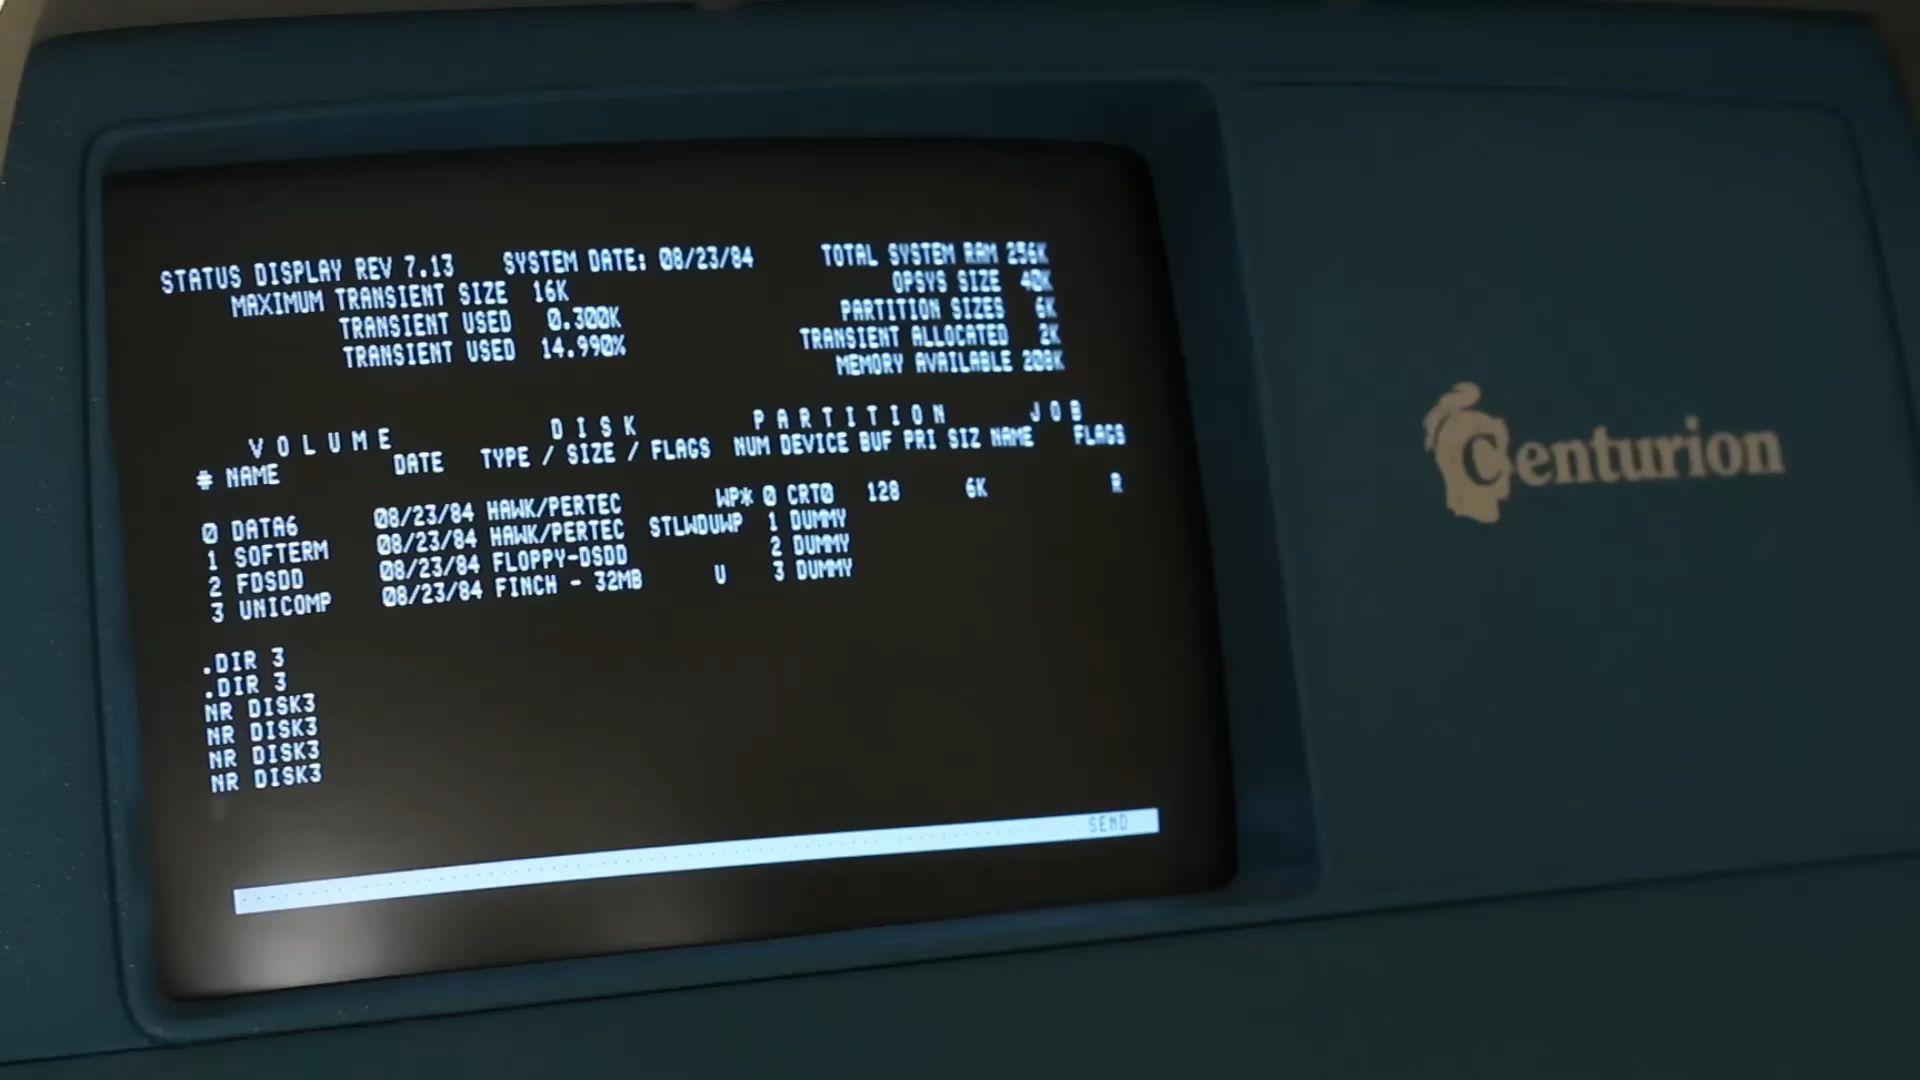 STATUS DISPLAY REV 7.13 SYSTEM DATE: 08/23/84 TOTAL SYSTEM RAM 256K
MAXIMUM TRANSIENT SIZE 16K OPSYS SIZE 40K
TRANSIENT USED 0.300K PARTITION SIZES 6K
TRANSIENT USED 14.990% TRANSIENT ALLOCATED 2K
MEMORY AVAILABLE 208K
V O L U M E D I S K P A R T I T I O N J O B
# NAME DATE TYPE / SIZE / FLAGS NUM DEVICE BUF PRI SIZ NAME FLAGS
0 DATA6 08/23/84 HAWK/PERTEC WP* 0 CRT0 128 6K R
1 SOFTERM 08/23/84 HAWK/PERTEC STLWDUWP 1 DUMMY
2 FDSDD 08/23/84 FLOPPY-DSDD 2 DUMMY
3 UNICOMP 08/23/84 FINCH - 32MB U 3 DUMMY
.DIR 3
.DIR 3
NR DISK3
NR DISK3
NR DISK3
NR DISK3
SEND
Centurion